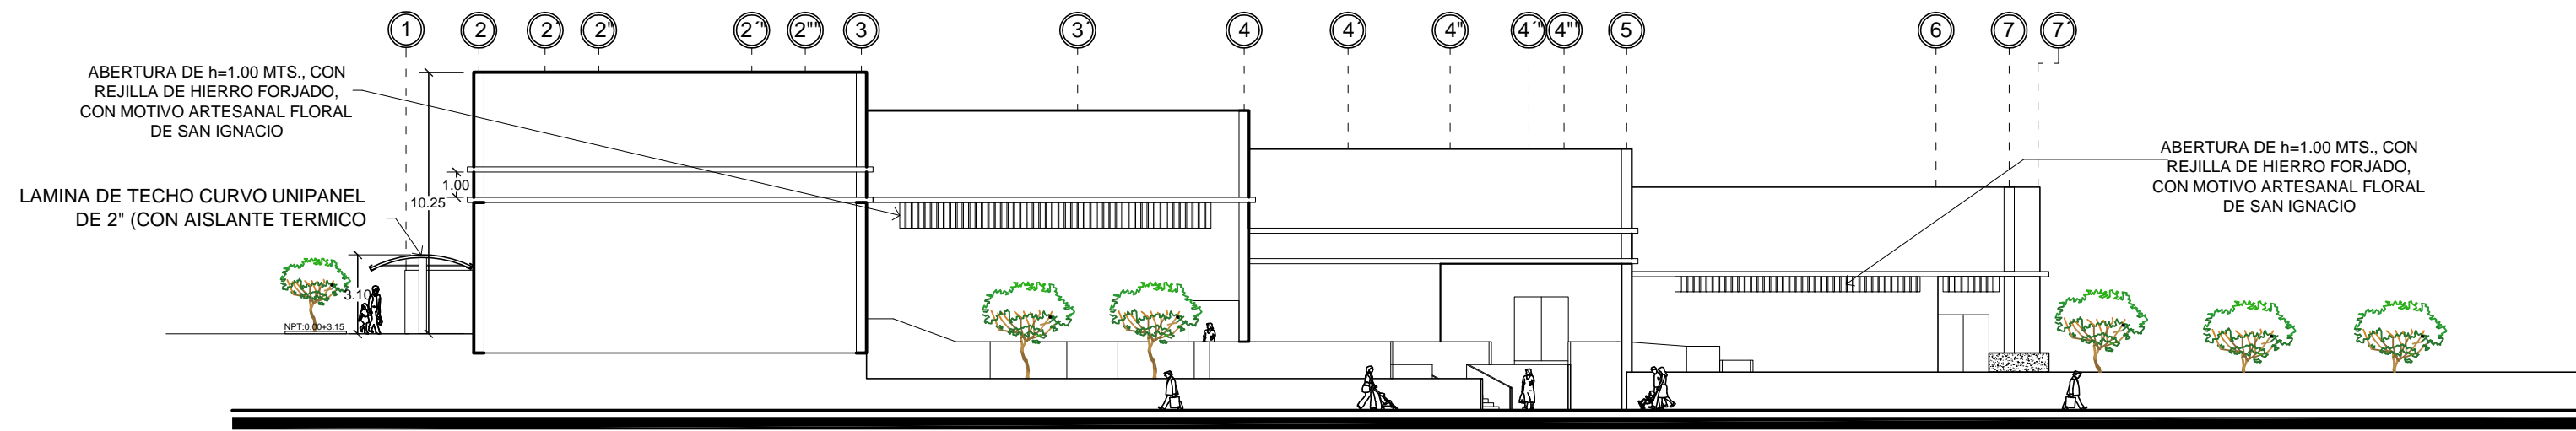 1
2
2´
2"
2´"
2""
3
3´
4
4´
4"
4´"
4""
5
6
7
7´
ABERTURA DE h=1.00 MTS., CON
REJILLA DE HIERRO FORJADO,
CON MOTIVO ARTESANAL FLORAL
DE SAN IGNACIO
LAMINA DE TECHO CURVO UNIPANEL
DE 2" (CON AISLANTE TERMICO
1.00
10.25
3.10
NPT:0.00+3.15
ABERTURA DE h=1.00 MTS., CON
REJILLA DE HIERRO FORJADO,
CON MOTIVO ARTESANAL FLORAL
DE SAN IGNACIO